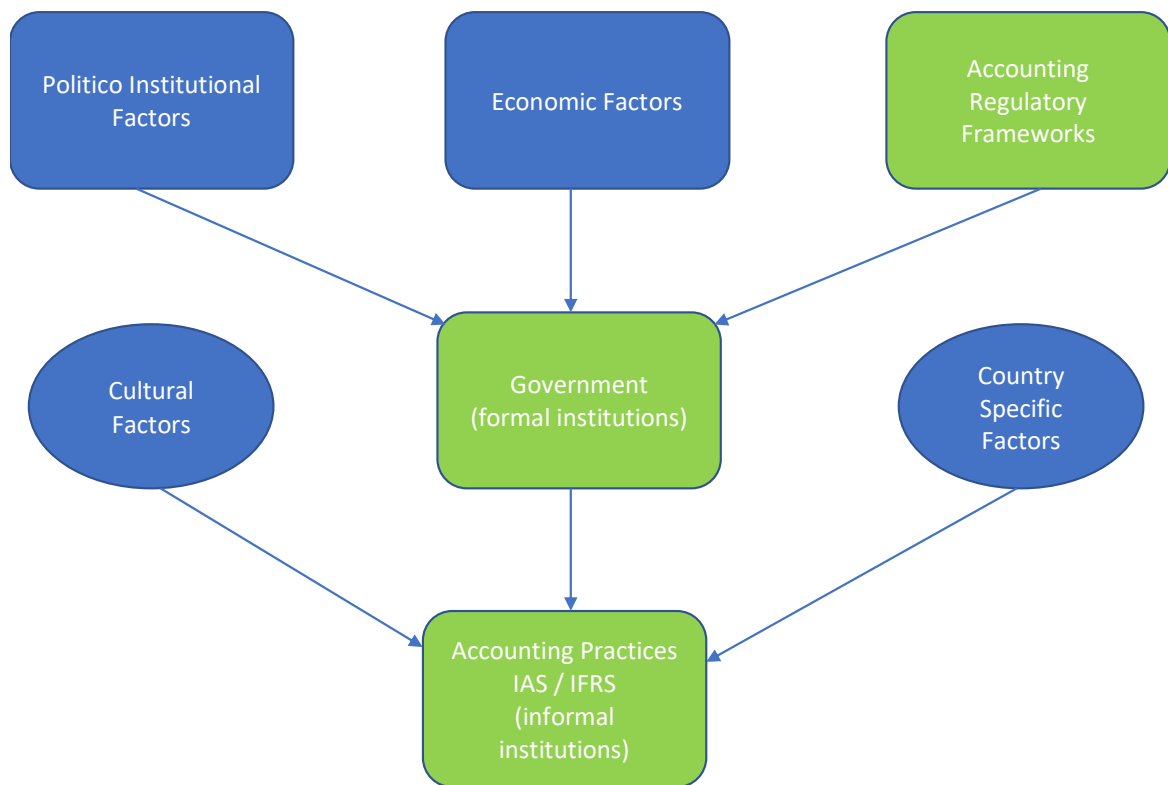 Politico Institutional
Factors
Economic Factors
Accounting
Regulatory
Frameworks
Cultural
Factors
Government
(formal institutions)
Country
Specific
Factors
Accounting Practices
IAS / IFRS
(informal
institutions)